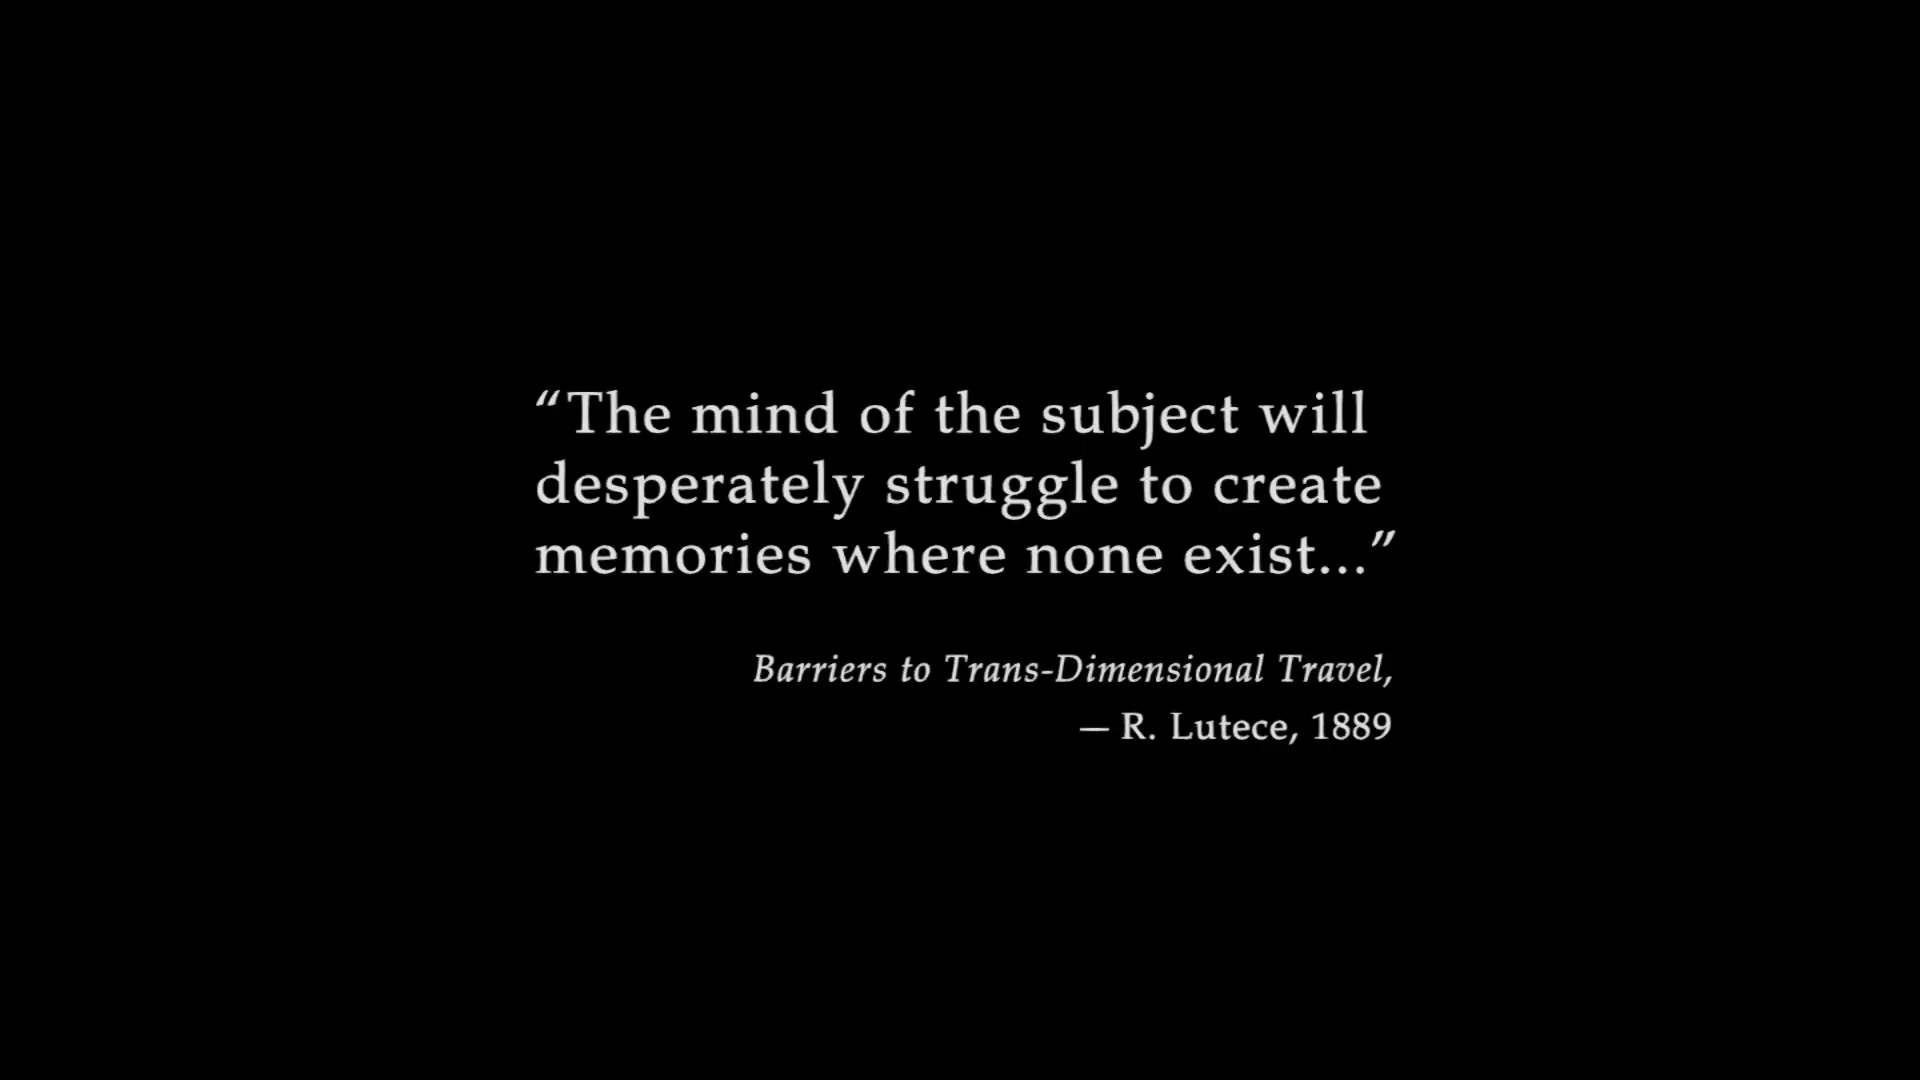 “The mind of the subject will
desperately struggle to create
memories where none exist...”
Barriers to Trans-Dimensional Travel,
— R. Lutece, 1889